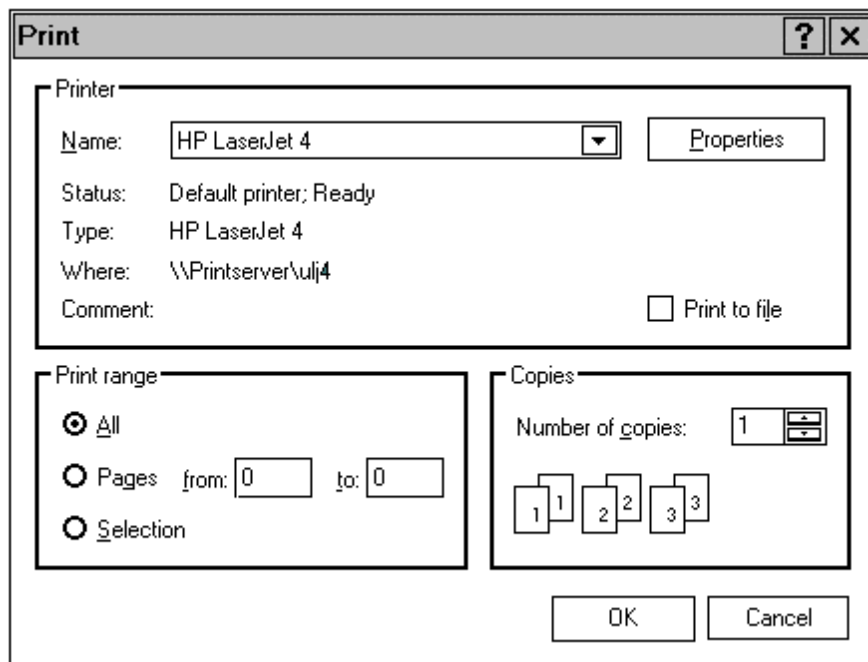 Print
Printer
Name: HP LaserJet 4 Properties
Status: Default printer; Ready
Type: HP LaserJet 4
Where: \\Printserver\ulj4
Comment: Print to file
Print range
All
Pages from: 0 to: 0
Selection
Copies
Number of copies: 1
1 1 2 2 3 3
OK Cancel